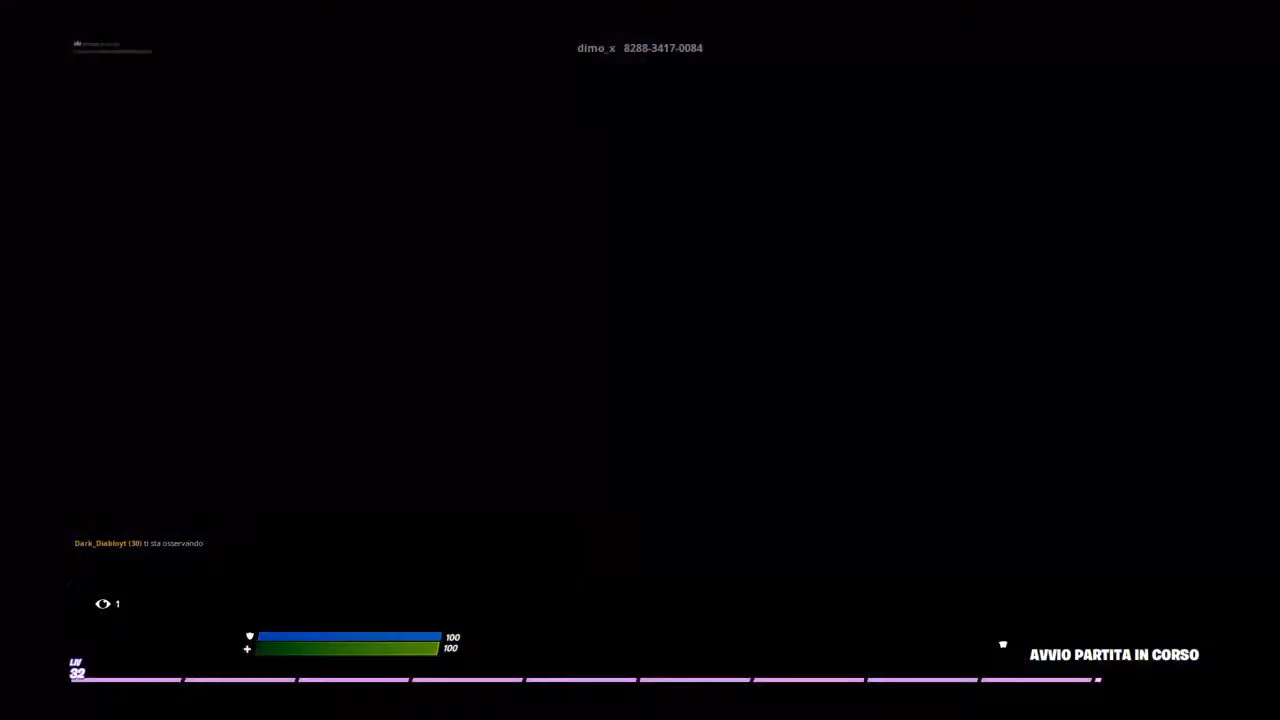 dimo_x 8288-3417-0084
Dark_Diabloyt (30) ti sta osservando
1
100
100
LIV
32
AVVIO PARTITA IN CORSO